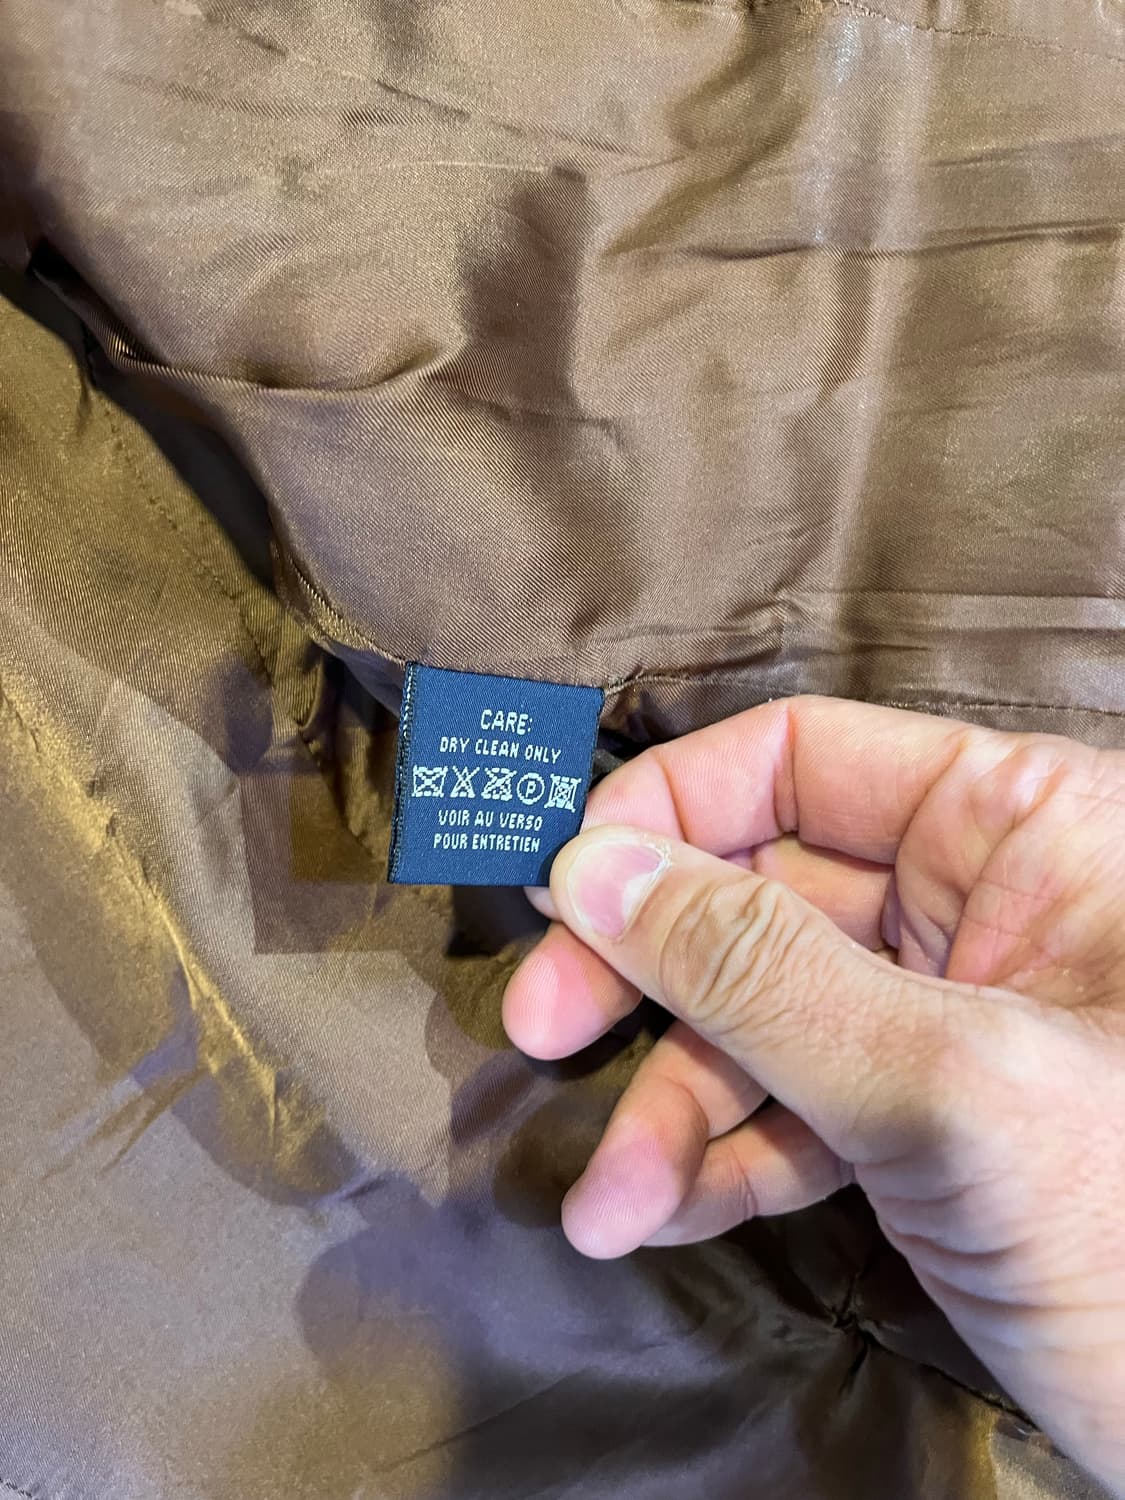 CARE:
DRY CLEAN ONLY
P
VOIR AU VERSO
POUR ENTRETIEN